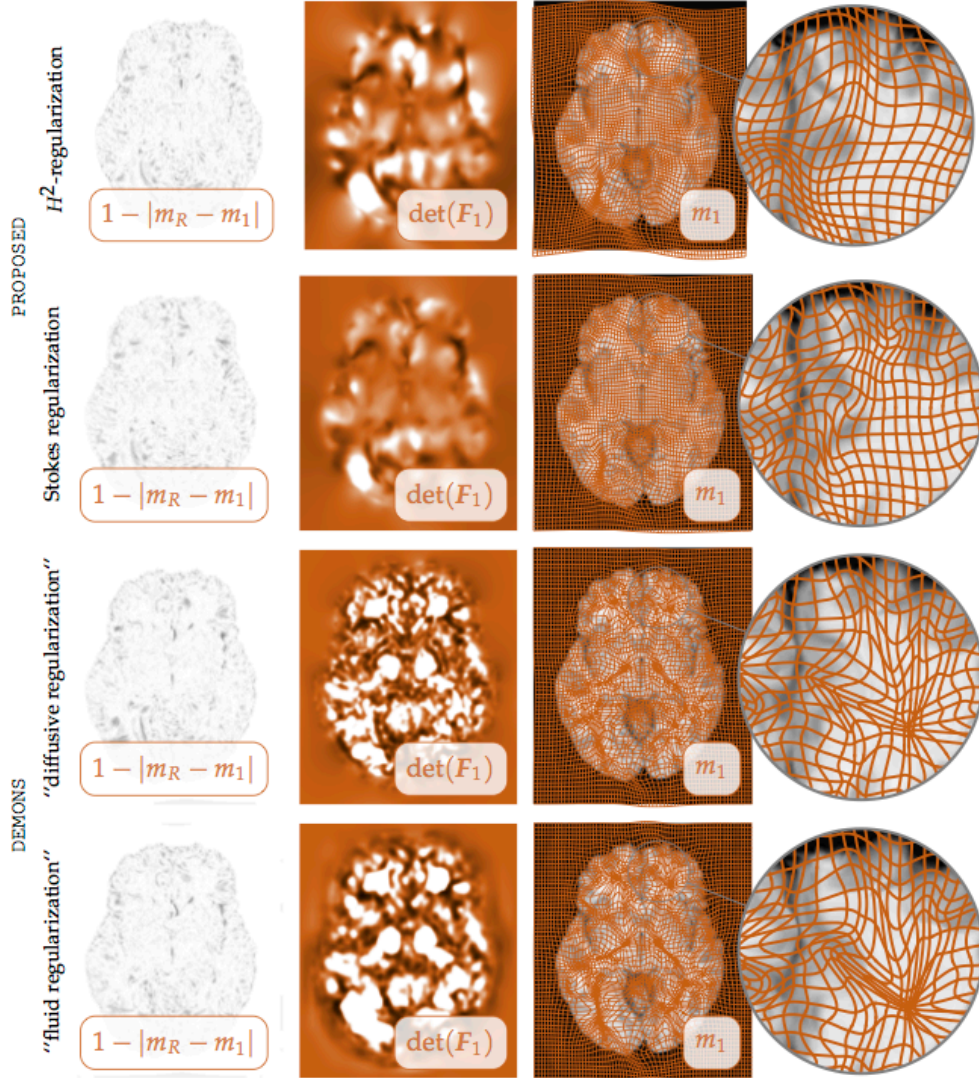 PROPOSED
H²-regularization
1 − |m_R − m_1|
det(F_1)
m_1
Stokes regularization
1 − |m_R − m_1|
det(F_1)
m_1
DEMONS
“diffusive regularization”
1 − |m_R − m_1|
det(F_1)
m_1
“fluid regularization”
1 − |m_R − m_1|
det(F_1)
m_1